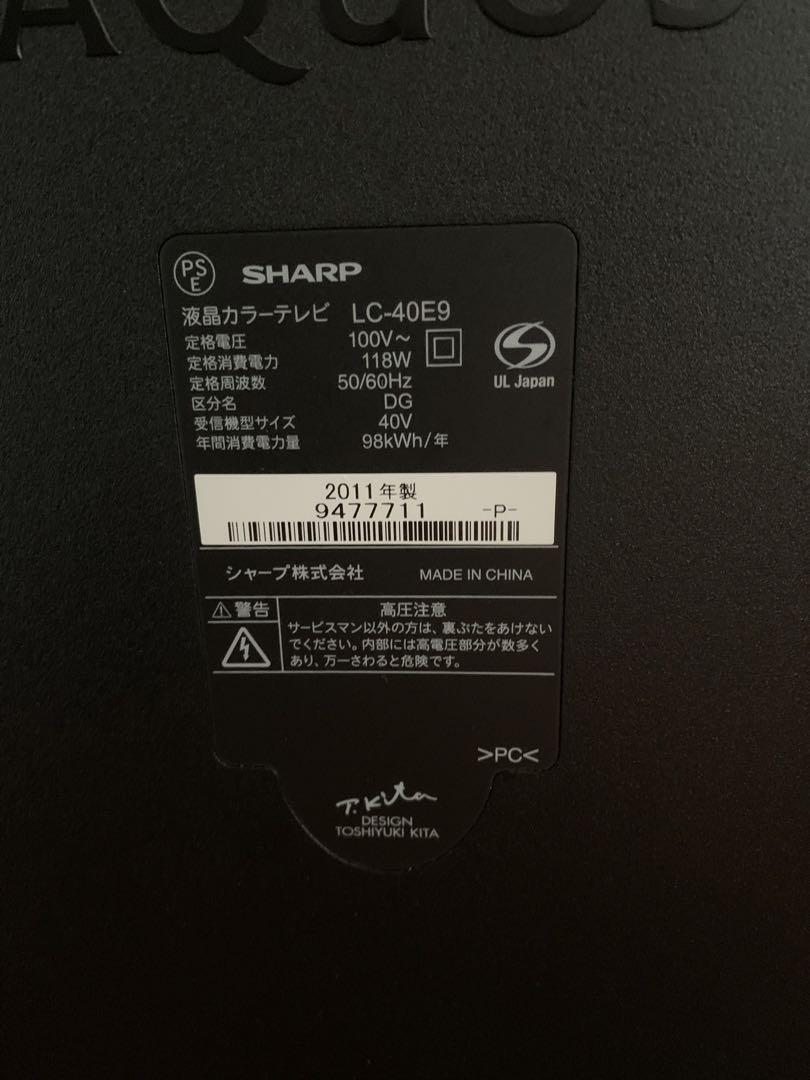 AQUOS
PS
E
SHARP
液晶カラーテレビ LC-40E9
定格電圧 100V～
定格消費電力 118W
定格周波数 50/60Hz
区分名 DG
受信機型サイズ 40V
年間消費電力量 98kWh/年
UL Japan
2011年製
9477711 -P-
シャープ株式会社 MADE IN CHINA
⚠警告
高圧注意
サービスマン以外の方は、裏ぶたをあけない
でください。内部には高電圧部分が数多く
あり、万一さわると危険です。
>PC<
T. Kita
DESIGN
TOSHIYUKI KITA